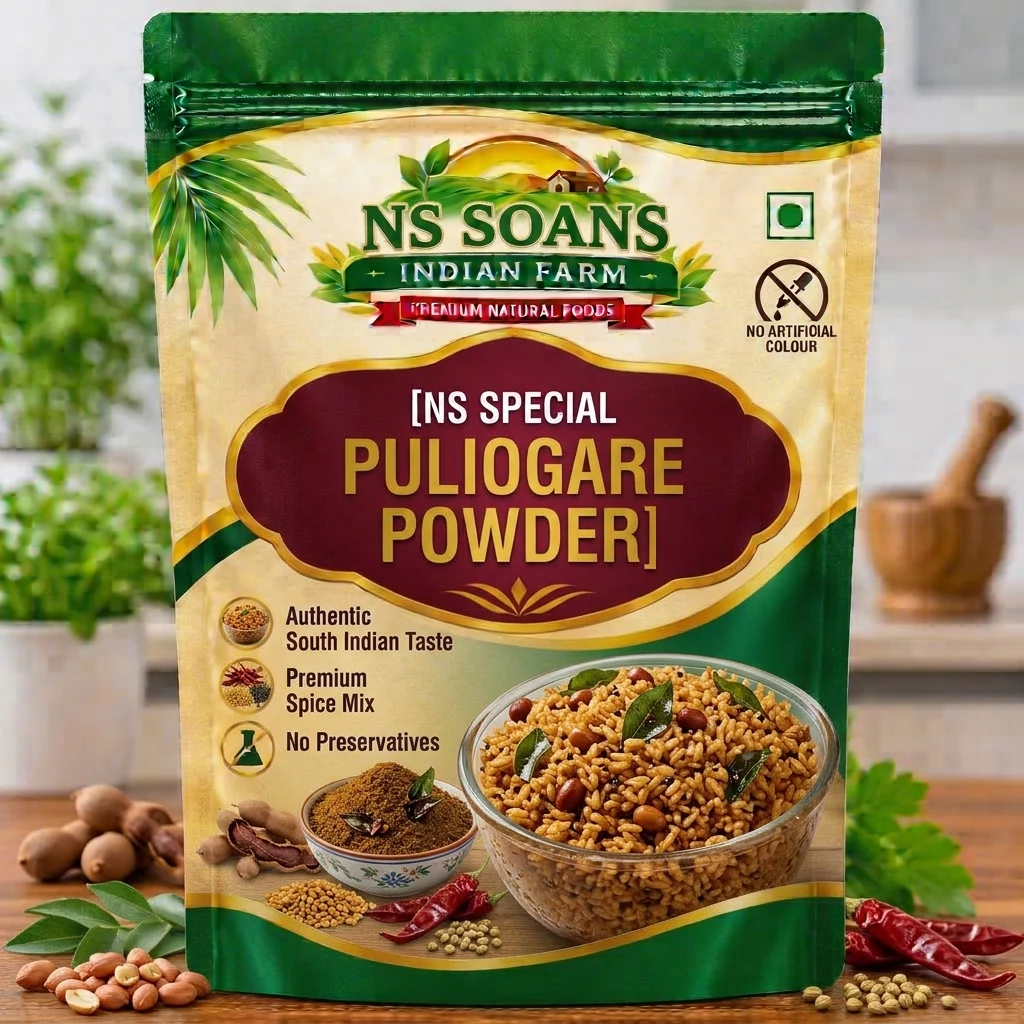 NS SOANS
INDIAN FARM
PREMIUM NATURAL FOODS
NO ARTIFIOIAL
COLOUR
[NS SPECIAL
PULIOGARE
POWDER]
Authentic
South Indian Taste
Premium
Spice Mix
No Preservatives